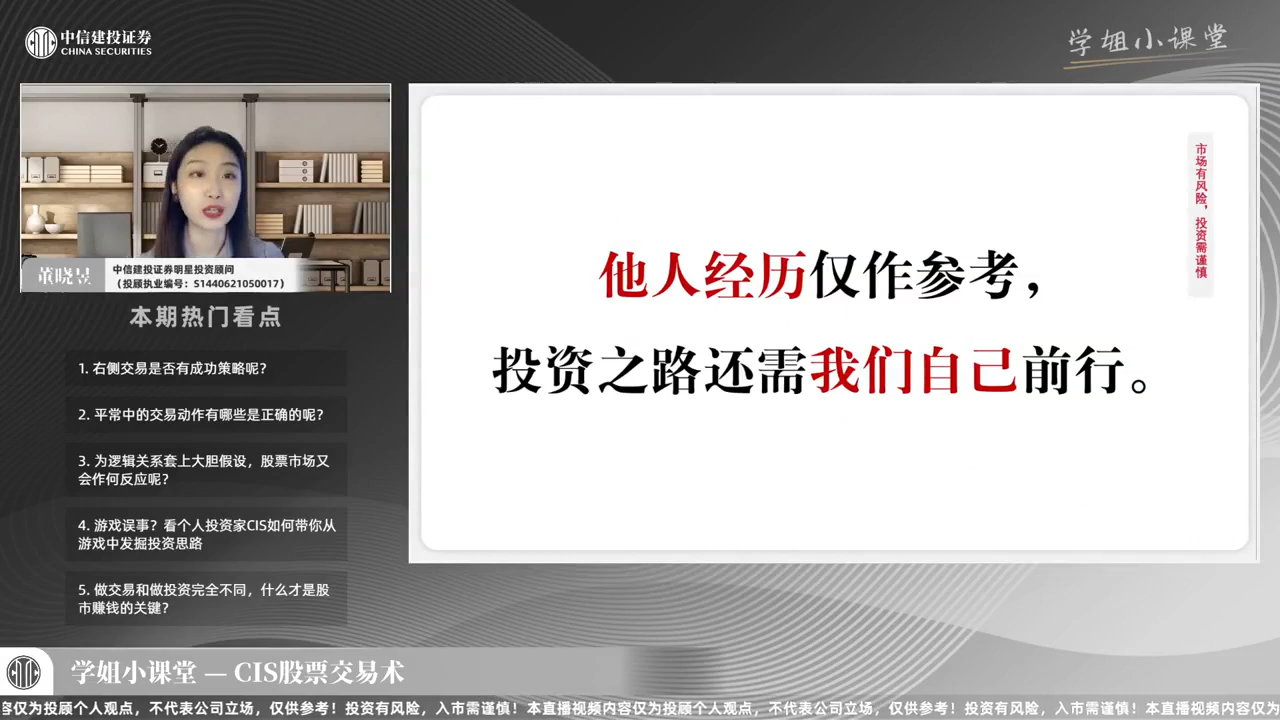 中信建投证券
CHINA SECURITIES
学姐小课堂
董晓昱
中信建投证券明星投资顾问
（投顾执业编号：S1440621050017）
本期热门看点
1. 右侧交易是否有成功策略呢？
2. 平常中的交易动作有哪些是正确的呢？
3. 为逻辑关系套上大胆假设，股票市场又
会作何反应呢？
4. 游戏误事？看个人投资家CIS如何带你从
游戏中发掘投资思路
5. 做交易和做投资完全不同，什么才是股
市赚钱的关键？
市场有风险，投资需谨慎
他人经历仅作参考，
投资之路还需我们自己前行。
学姐小课堂 — CIS股票交易术
容仅为投顾个人观点，不代表公司立场，仅供参考！投资有风险，入市需谨慎！本直播视频内容仅为投顾个人观点，不代表公司立场，仅供参考！投资有风险，入市需谨慎！本直播视频内容仅为